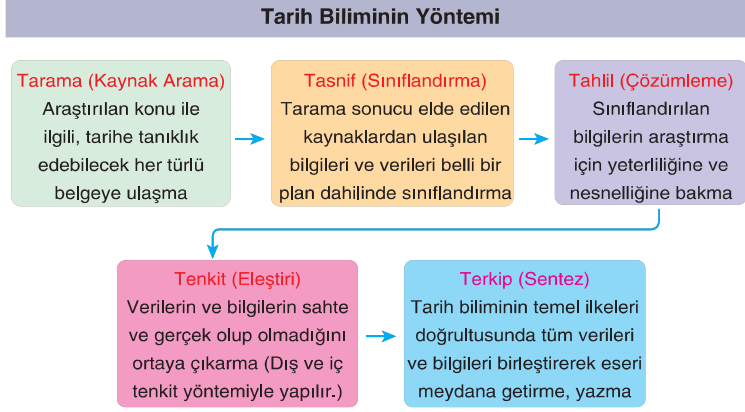 Tarih Biliminin Yöntemi
Tarama (Kaynak Arama)
Araştırılan konu ile
ilgili, tarihe tanıklık
edebilecek her türlü
belgeye ulaşma
Tasnif (Sınıflandırma)
Tarama sonucu elde edilen
kaynaklardan ulaşılan
bilgileri ve verileri belli bir
plan dahilinde sınıflandırma
Tahlil (Çözümleme)
Sınıflandırılan
bilgilerin araştırma
için yeterliliğine ve
nesnelliğine bakma
Tenkit (Eleştiri)
Verilerin ve bilgilerin sahte
ve gerçek olup olmadığını
ortaya çıkarma (Dış ve iç
tenkit yöntemiyle yapılır.)
Terkip (Sentez)
Tarih biliminin temel ilkeleri
doğrultusunda tüm verileri
ve bilgileri birleştirerek eseri
meydana getirme, yazma